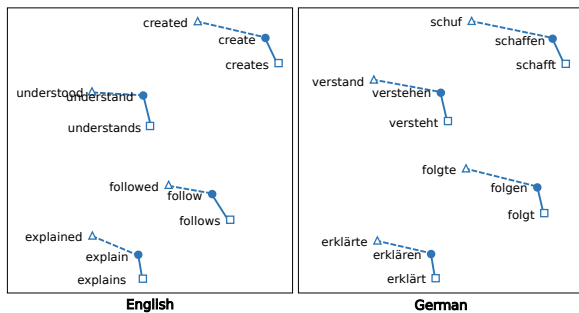 created
create
creates
understood
understand
understands
followed
follow
follows
explained
explain
explains
English
schuf
schaffen
schafft
verstand
verstehen
versteht
folgte
folgen
folgt
erklärte
erklären
erklärt
German